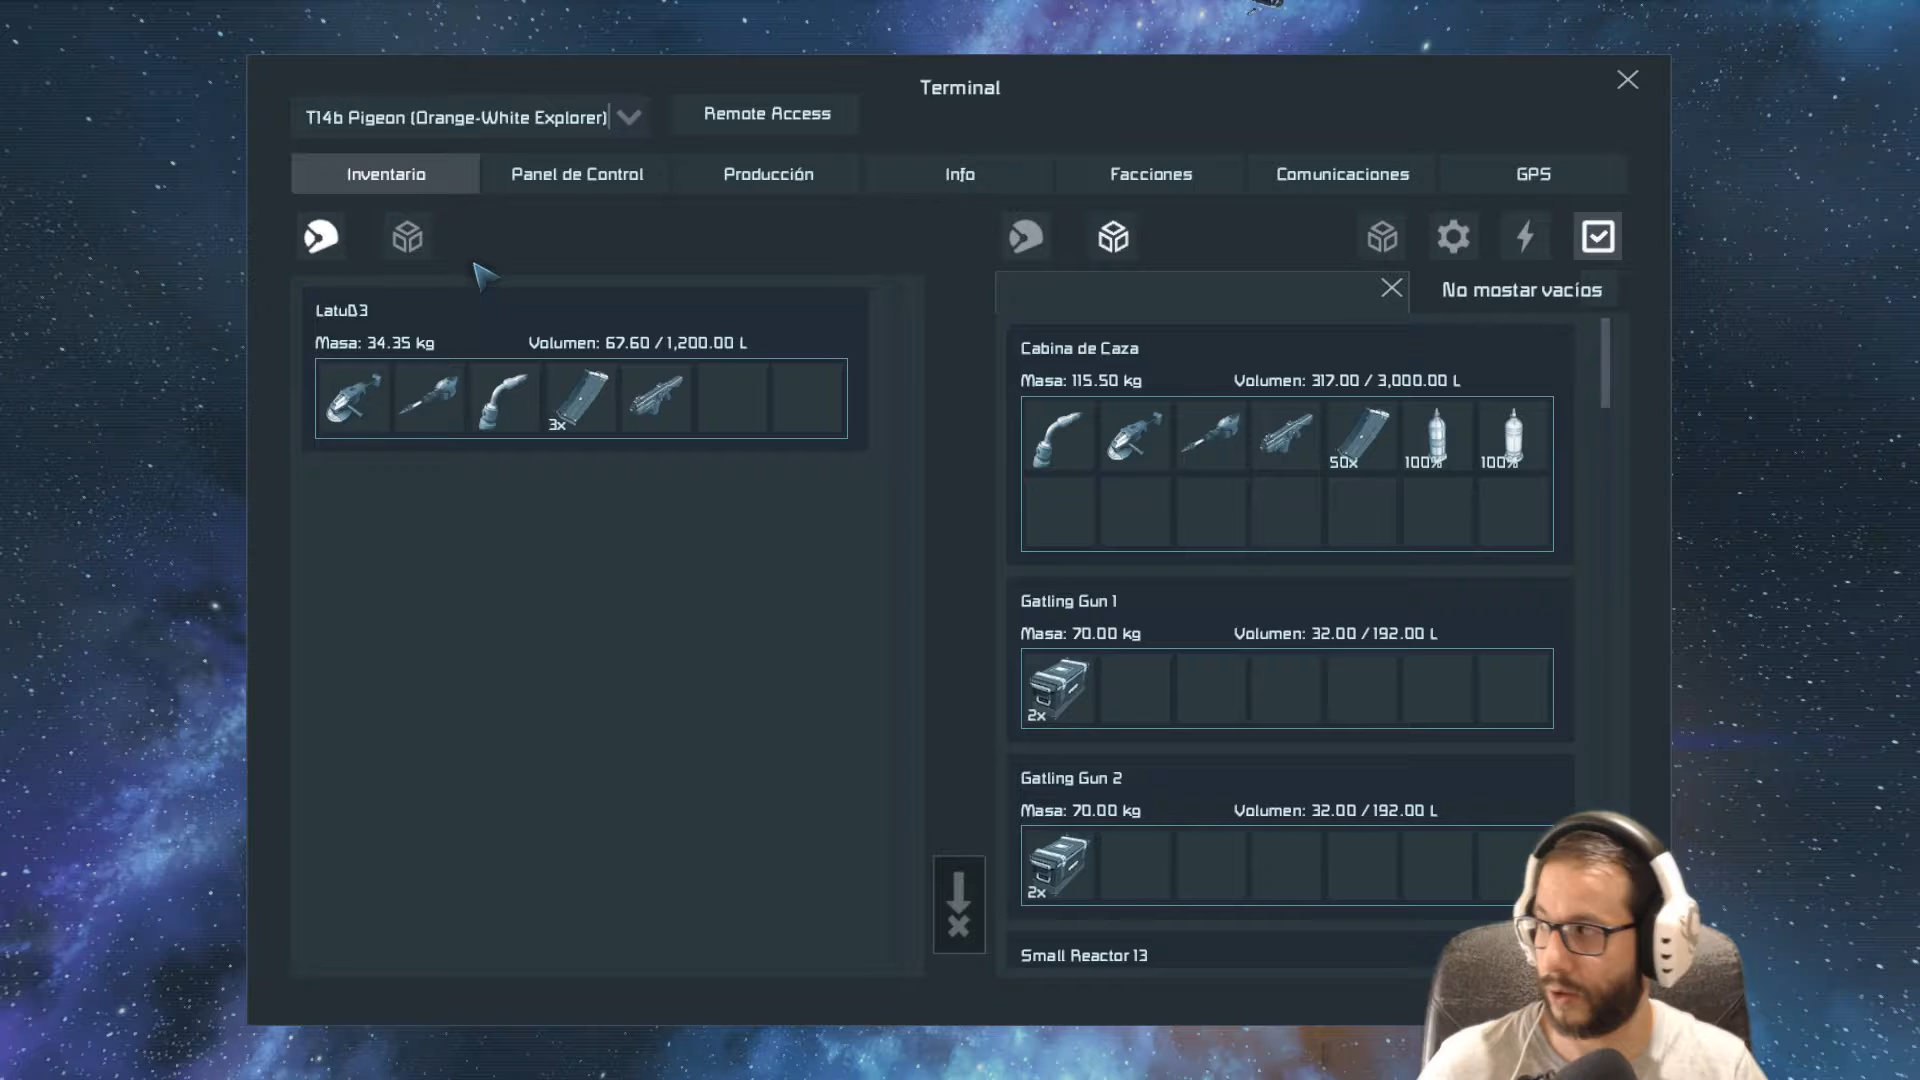 Terminal
T14b Pigeon (Orange-White Explorer)
Remote Access
Inventario
Panel de Control
Producción
Info
Facciones
Comunicaciones
GPS
No mostar vacíos
LatuD3
Masa: 34.35 kg
Volumen: 67.60 / 1,200.00 L
3x
Cabina de Caza
Masa: 115.50 kg
Volumen: 317.00 / 3,000.00 L
50x
100%
100%
Gatling Gun 1
Masa: 70.00 kg
Volumen: 32.00 / 192.00 L
2x
Gatling Gun 2
Masa: 70.00 kg
Volumen: 32.00 / 192.00 L
2x
Small Reactor 13